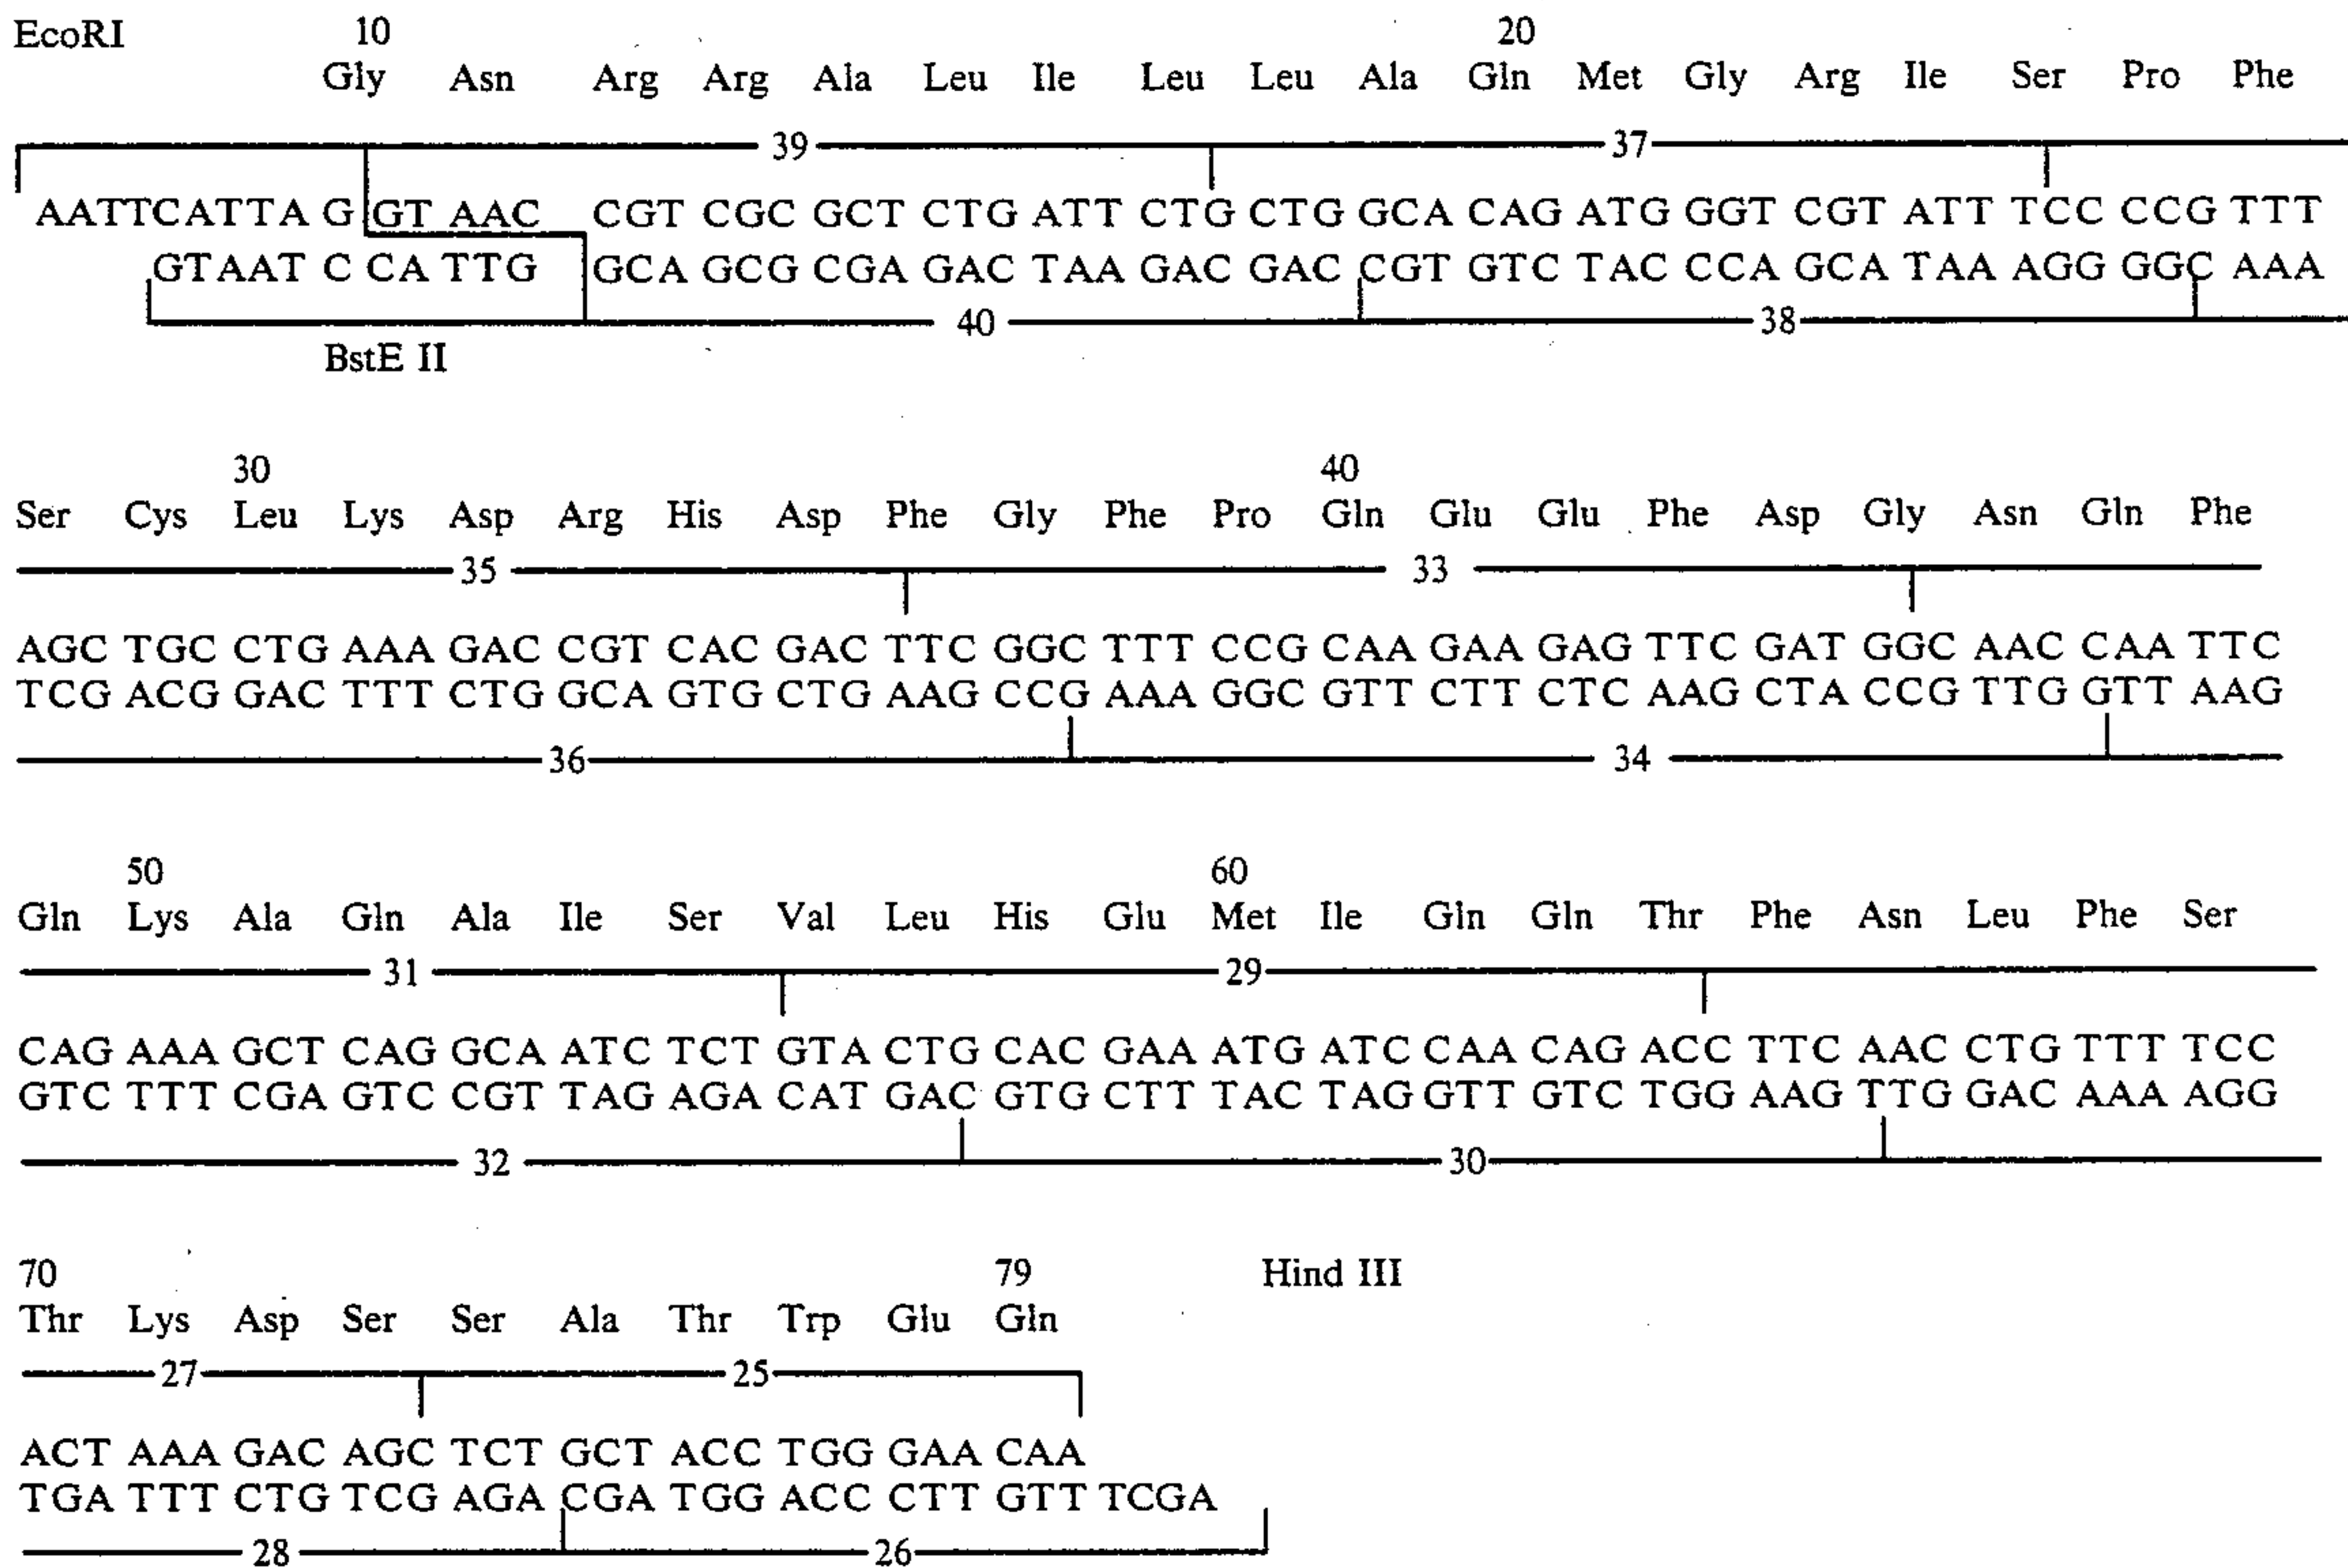 EcoRI 10 20
Gly Asn Arg Arg Ala Leu Ile Leu Leu Ala Gln Met Gly Arg Ile Ser Pro Phe
39 37
AATTCATTA G GT AAC CGT CGC GCT CTG ATT CTG CTG GCA CAG ATG GGT CGT ATT TCC CCG TTT
GTAAT C CA TTG GCA GCG CGA GAC TAA GAC GAC CGT GTC TAC CCA GCA TAA AGG GGC AAA
40 38
BstE II
30 40
Ser Cys Leu Lys Asp Arg His Asp Phe Gly Phe Pro Gln Glu Glu Phe Asp Gly Asn Gln Phe
35 33
AGC TGC CTG AAA GAC CGT CAC GAC TTC GGC TTT CCG CAA GAA GAG TTC GAT GGC AAC CAA TTC
TCG ACG GAC TTT CTG GCA GTG CTG AAG CCG AAA GGC GTT CTT CTC AAG CTA CCG TTG GTT AAG
36 34
50 60
Gln Lys Ala Gln Ala Ile Ser Val Leu His Glu Met Ile Gln Gln Thr Phe Asn Leu Phe Ser
31 29
CAG AAA GCT CAG GCA ATC TCT GTA CTG CAC GAA ATG ATC CAA CAG ACC TTC AAC CTG TTT TCC
GTC TTT CGA GTC CGT TAG AGA CAT GAC GTG CTT TAC TAG GTT GTC TGG AAG TTG GAC AAA AGG
32 30
70 79 Hind III
Thr Lys Asp Ser Ser Ala Thr Trp Glu Gln
27 25
ACT AAA GAC AGC TCT GCT ACC TGG GAA CAA
TGA TTT CTG TCG AGA CGA TGG ACC CTT GTT TCGA
28 26